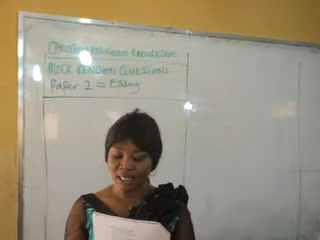 CHRISTIAN RELIGIOUS KNOWLEDGE
MOCK REVISION QUESTIONS
Paper 2 = Essay